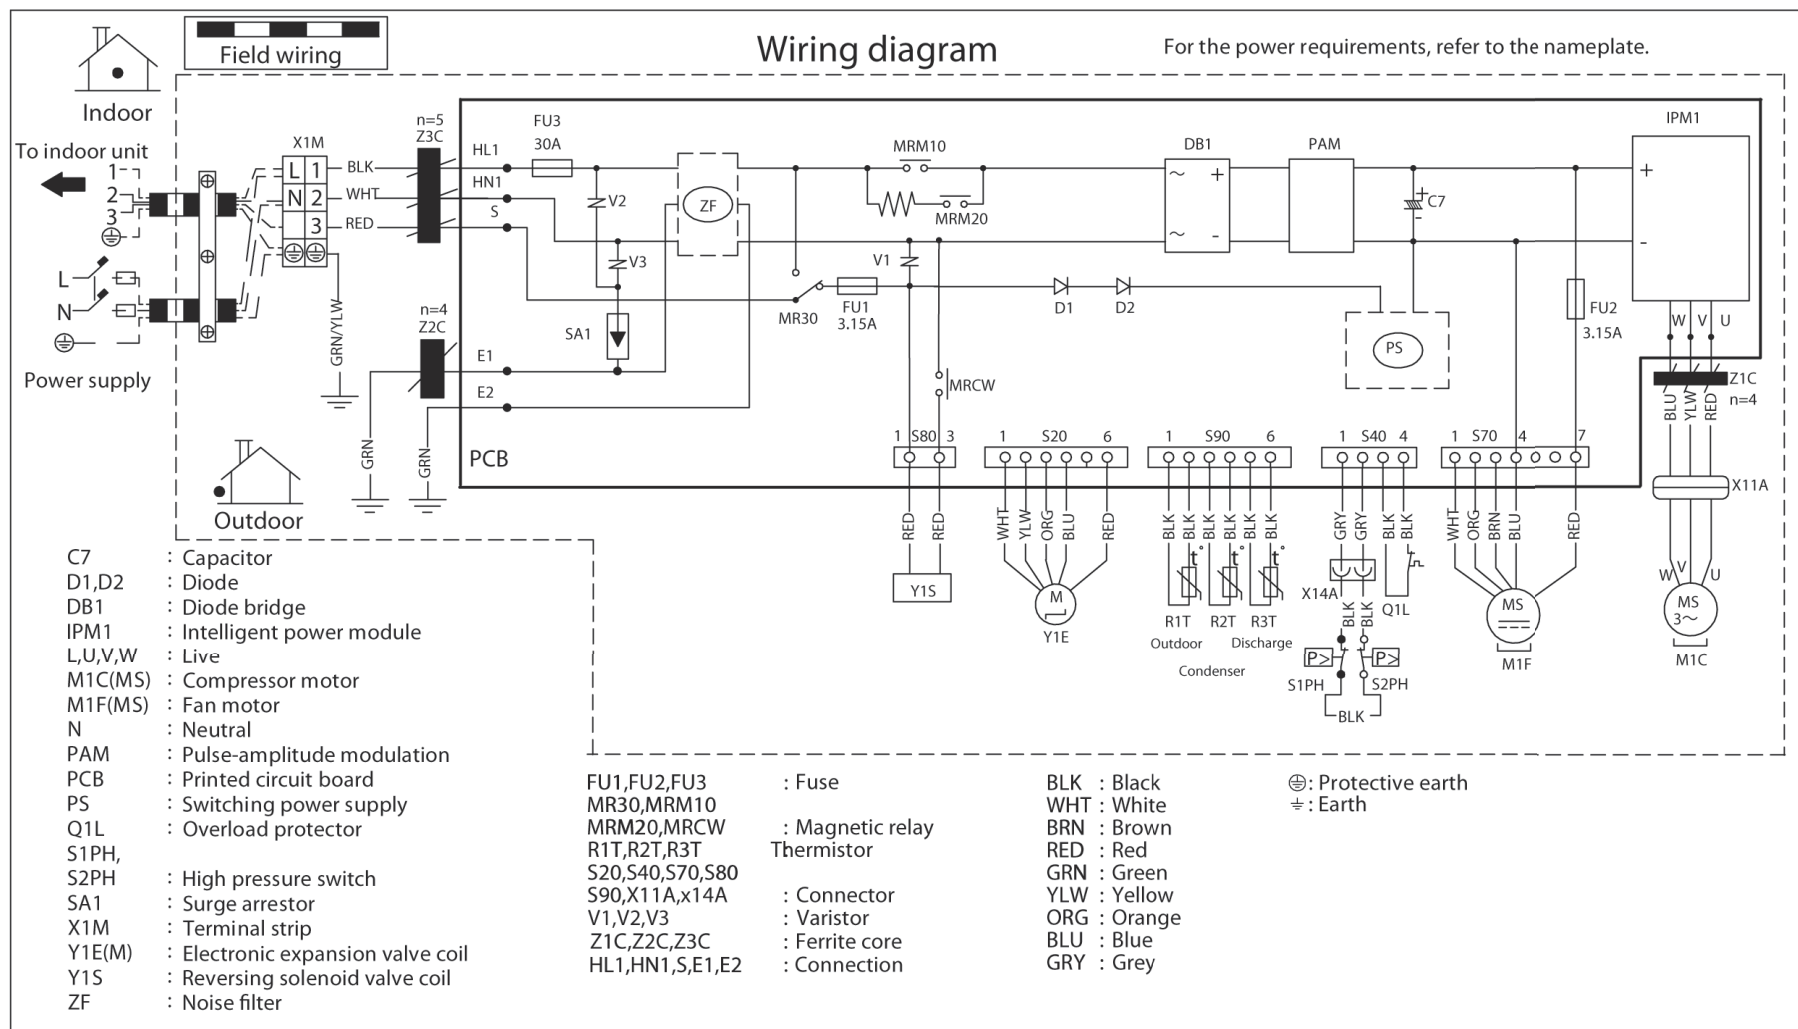 Field wiring
Wiring diagram
For the power requirements, refer to the nameplate.
Indoor
To indoor unit
1
2
3
L
N
Power supply
X1M
L 1
N 2
3
BLK
WHT
RED
GRN/YLW
n=5
Z3C
n=4
Z2C
GRN
GRN
HL1
HN1
S
E1
E2
PCB
FU3
30A
V2
V3
SA1
ZF
MRM10
MRM20
MR30
FU1
3.15A
V1
D1
D2
MRCW
DB1
~ +
~ -
PAM
+
C7
-
PS
FU2
3.15A
IPM1
+
-
W V U
Z1C
n=4
BLU
YLW
RED
X11A
W V U
MS
3~
M1C
1 S80 3
RED
RED
Y1S
1 S20 6
WHT
YLW
ORG
BLU
RED
M
Y1E
1 S90 6
BLK
BLK
BLK
BLK
BLK
BLK
t° t° t°
R1T R2T R3T
Outdoor Discharge
Condenser
1 S40 4
GRY
GRY
BLK
BLK
X14A
BLK
BLK
Q1L
P> P>
S1PH S2PH
BLK
1 S70 4 7
WHT
ORG
BRN
BLU
RED
MS
M1F
Outdoor
C7 : Capacitor
D1,D2 : Diode
DB1 : Diode bridge
IPM1 : Intelligent power module
L,U,V,W : Live
M1C(MS) : Compressor motor
M1F(MS) : Fan motor
N : Neutral
PAM : Pulse-amplitude modulation
PCB : Printed circuit board
PS : Switching power supply
Q1L : Overload protector
S1PH,
S2PH : High pressure switch
SA1 : Surge arrestor
X1M : Terminal strip
Y1E(M) : Electronic expansion valve coil
Y1S : Reversing solenoid valve coil
ZF : Noise filter
FU1,FU2,FU3 : Fuse
MR30,MRM10
MRM20,MRCW : Magnetic relay
R1T,R2T,R3T : Thermistor
S20,S40,S70,S80
S90,X11A,x14A : Connector
V1,V2,V3 : Varistor
Z1C,Z2C,Z3C : Ferrite core
HL1,HN1,S,E1,E2 : Connection
BLK : Black
WHT : White
BRN : Brown
RED : Red
GRN : Green
YLW : Yellow
ORG : Orange
BLU : Blue
GRY : Grey
: Protective earth
: Earth